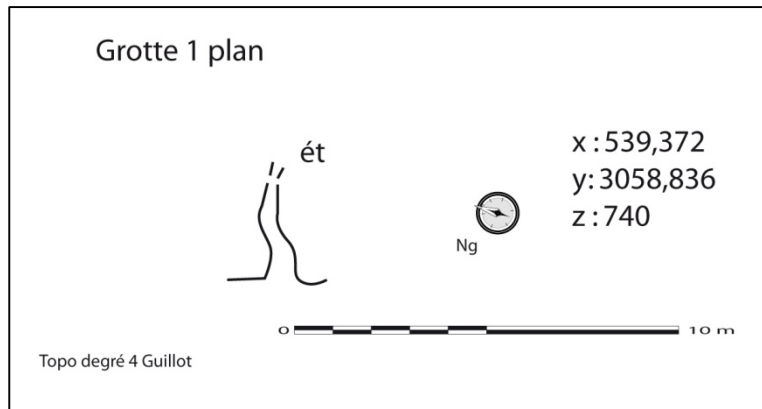 Grotte 1 plan
ét
x : 539,372
y: 3058,836
z : 740
Ng
0 10 m
Topo degré 4 Guillot